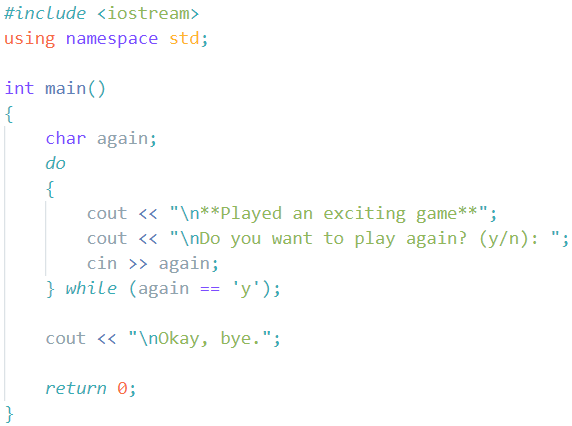 #include <iostream>
using namespace std;

int main()
{
    char again;
    do
    {
        cout << "\n**Played an exciting game**";
        cout << "\nDo you want to play again? (y/n): ";
        cin >> again;
    } while (again == 'y');

    cout << "\nOkay, bye.";

    return 0;
}